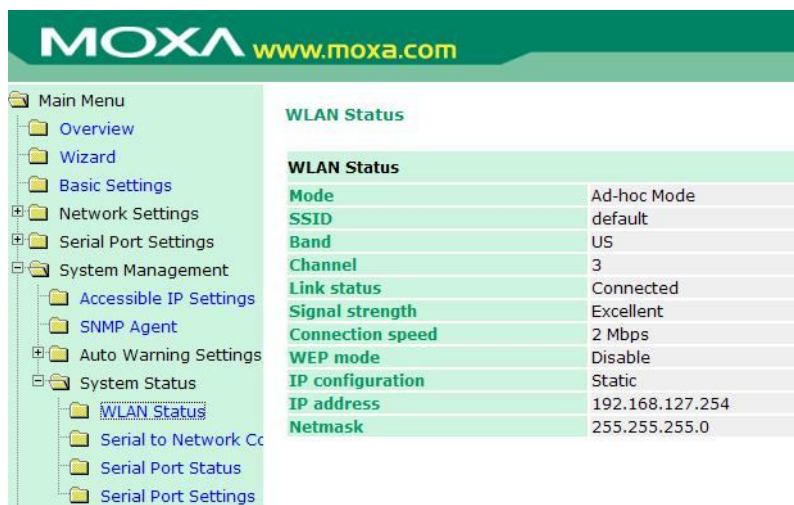 MOXA www.moxa.com
Main Menu
Overview
Wizard
Basic Settings
Network Settings
Serial Port Settings
System Management
Accessible IP Settings
SNMP Agent
Auto Warning Settings
System Status
WLAN Status
Serial to Network Co
Serial Port Status
Serial Port Settings
WLAN Status
WLAN Status
Mode Ad-hoc Mode
SSID default
Band US
Channel 3
Link status Connected
Signal strength Excellent
Connection speed 2 Mbps
WEP mode Disable
IP configuration Static
IP address 192.168.127.254
Netmask 255.255.255.0